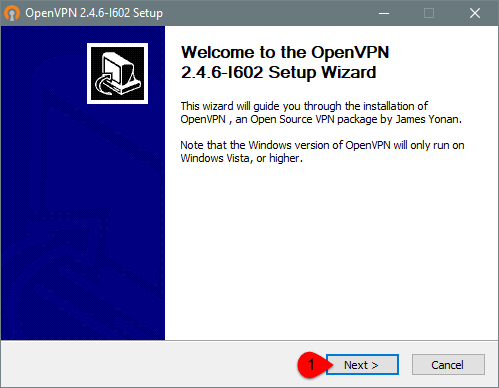 OpenVPN 2.4.6-I602 Setup
Welcome to the OpenVPN
2.4.6-I602 Setup Wizard
This wizard will guide you through the installation of
OpenVPN , an Open Source VPN package by James Yonan.
Note that the Windows version of OpenVPN will only run on
Windows Vista, or higher.
1
Next >
Cancel